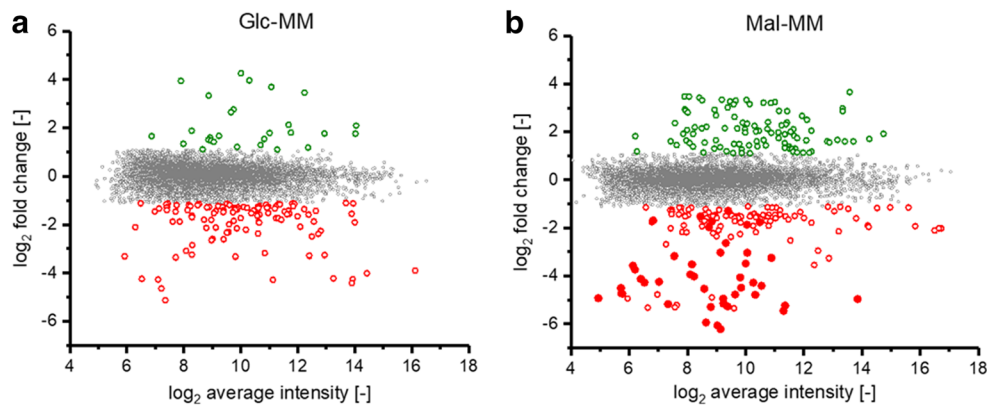 a
Glc-MM
6
4
2
0
-2
-4
-6
log2 fold change [-]
4 6 8 10 12 14 16 18
log2 average intensity [-]
b
Mal-MM
6
4
2
0
-2
-4
-6
log2 fold change [-]
4 6 8 10 12 14 16 18
log2 average intensity [-]